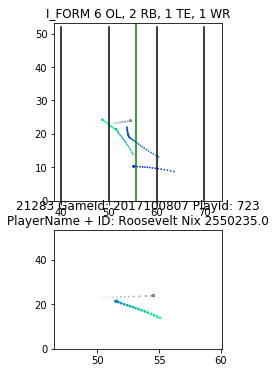 I_FORM 6 OL, 2 RB, 1 TE, 1 WR
50
40
30
20
10
0
40 50 60 70
21283 GameId: 2017100807 PlayId: 723
PlayerName + ID: Roosevelt Nix 2550235.0
40
20
0
50 55 60